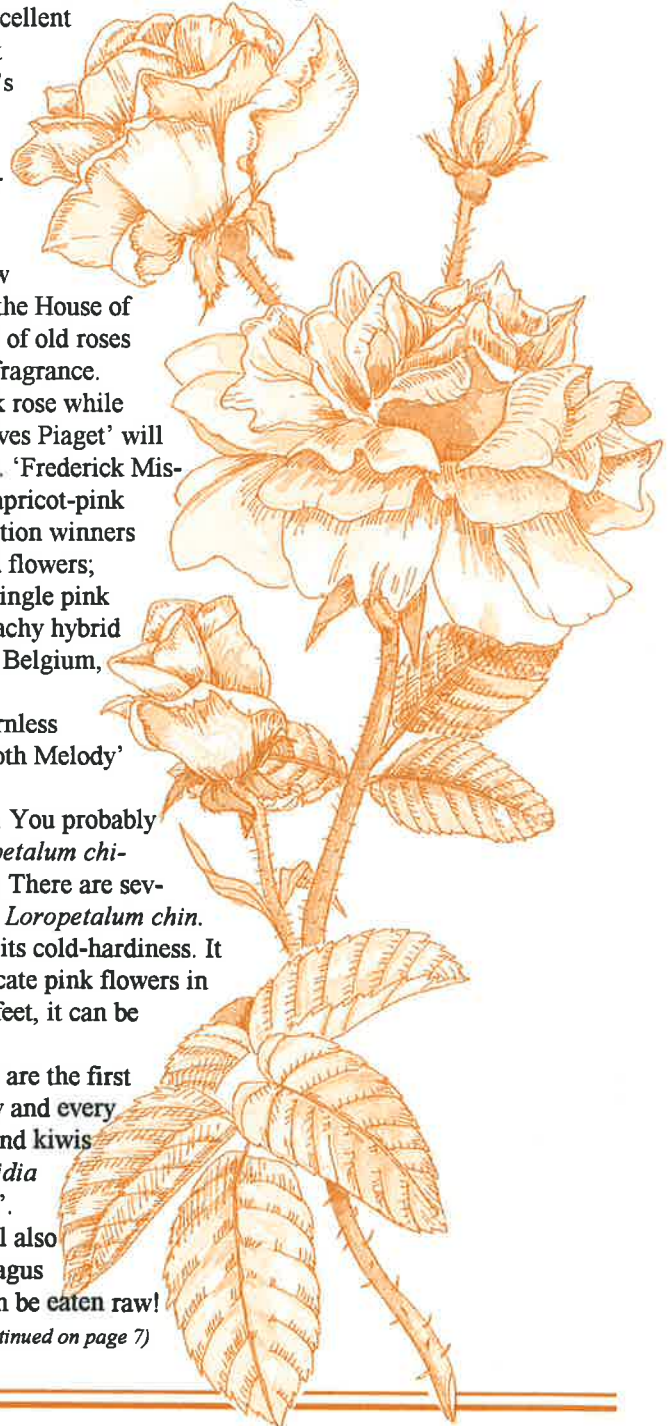 cellent
t
's
.
w
the House of
of old roses
fragrance.
k rose while
ves Piaget’ will
. ‘Frederick Mis-
apricot-pink
tion winners
flowers;
ingle pink
achy hybrid
Belgium,
rnless
oth Melody’
. You probably
petalum chi-
There are sev-
Loropetalum chin.
its cold-hardiness. It
cate pink flowers in
feet, it can be
are the first
y and every
nd kiwis
idia
’.
l also
agus
n be eaten raw!
tinued on page 7)